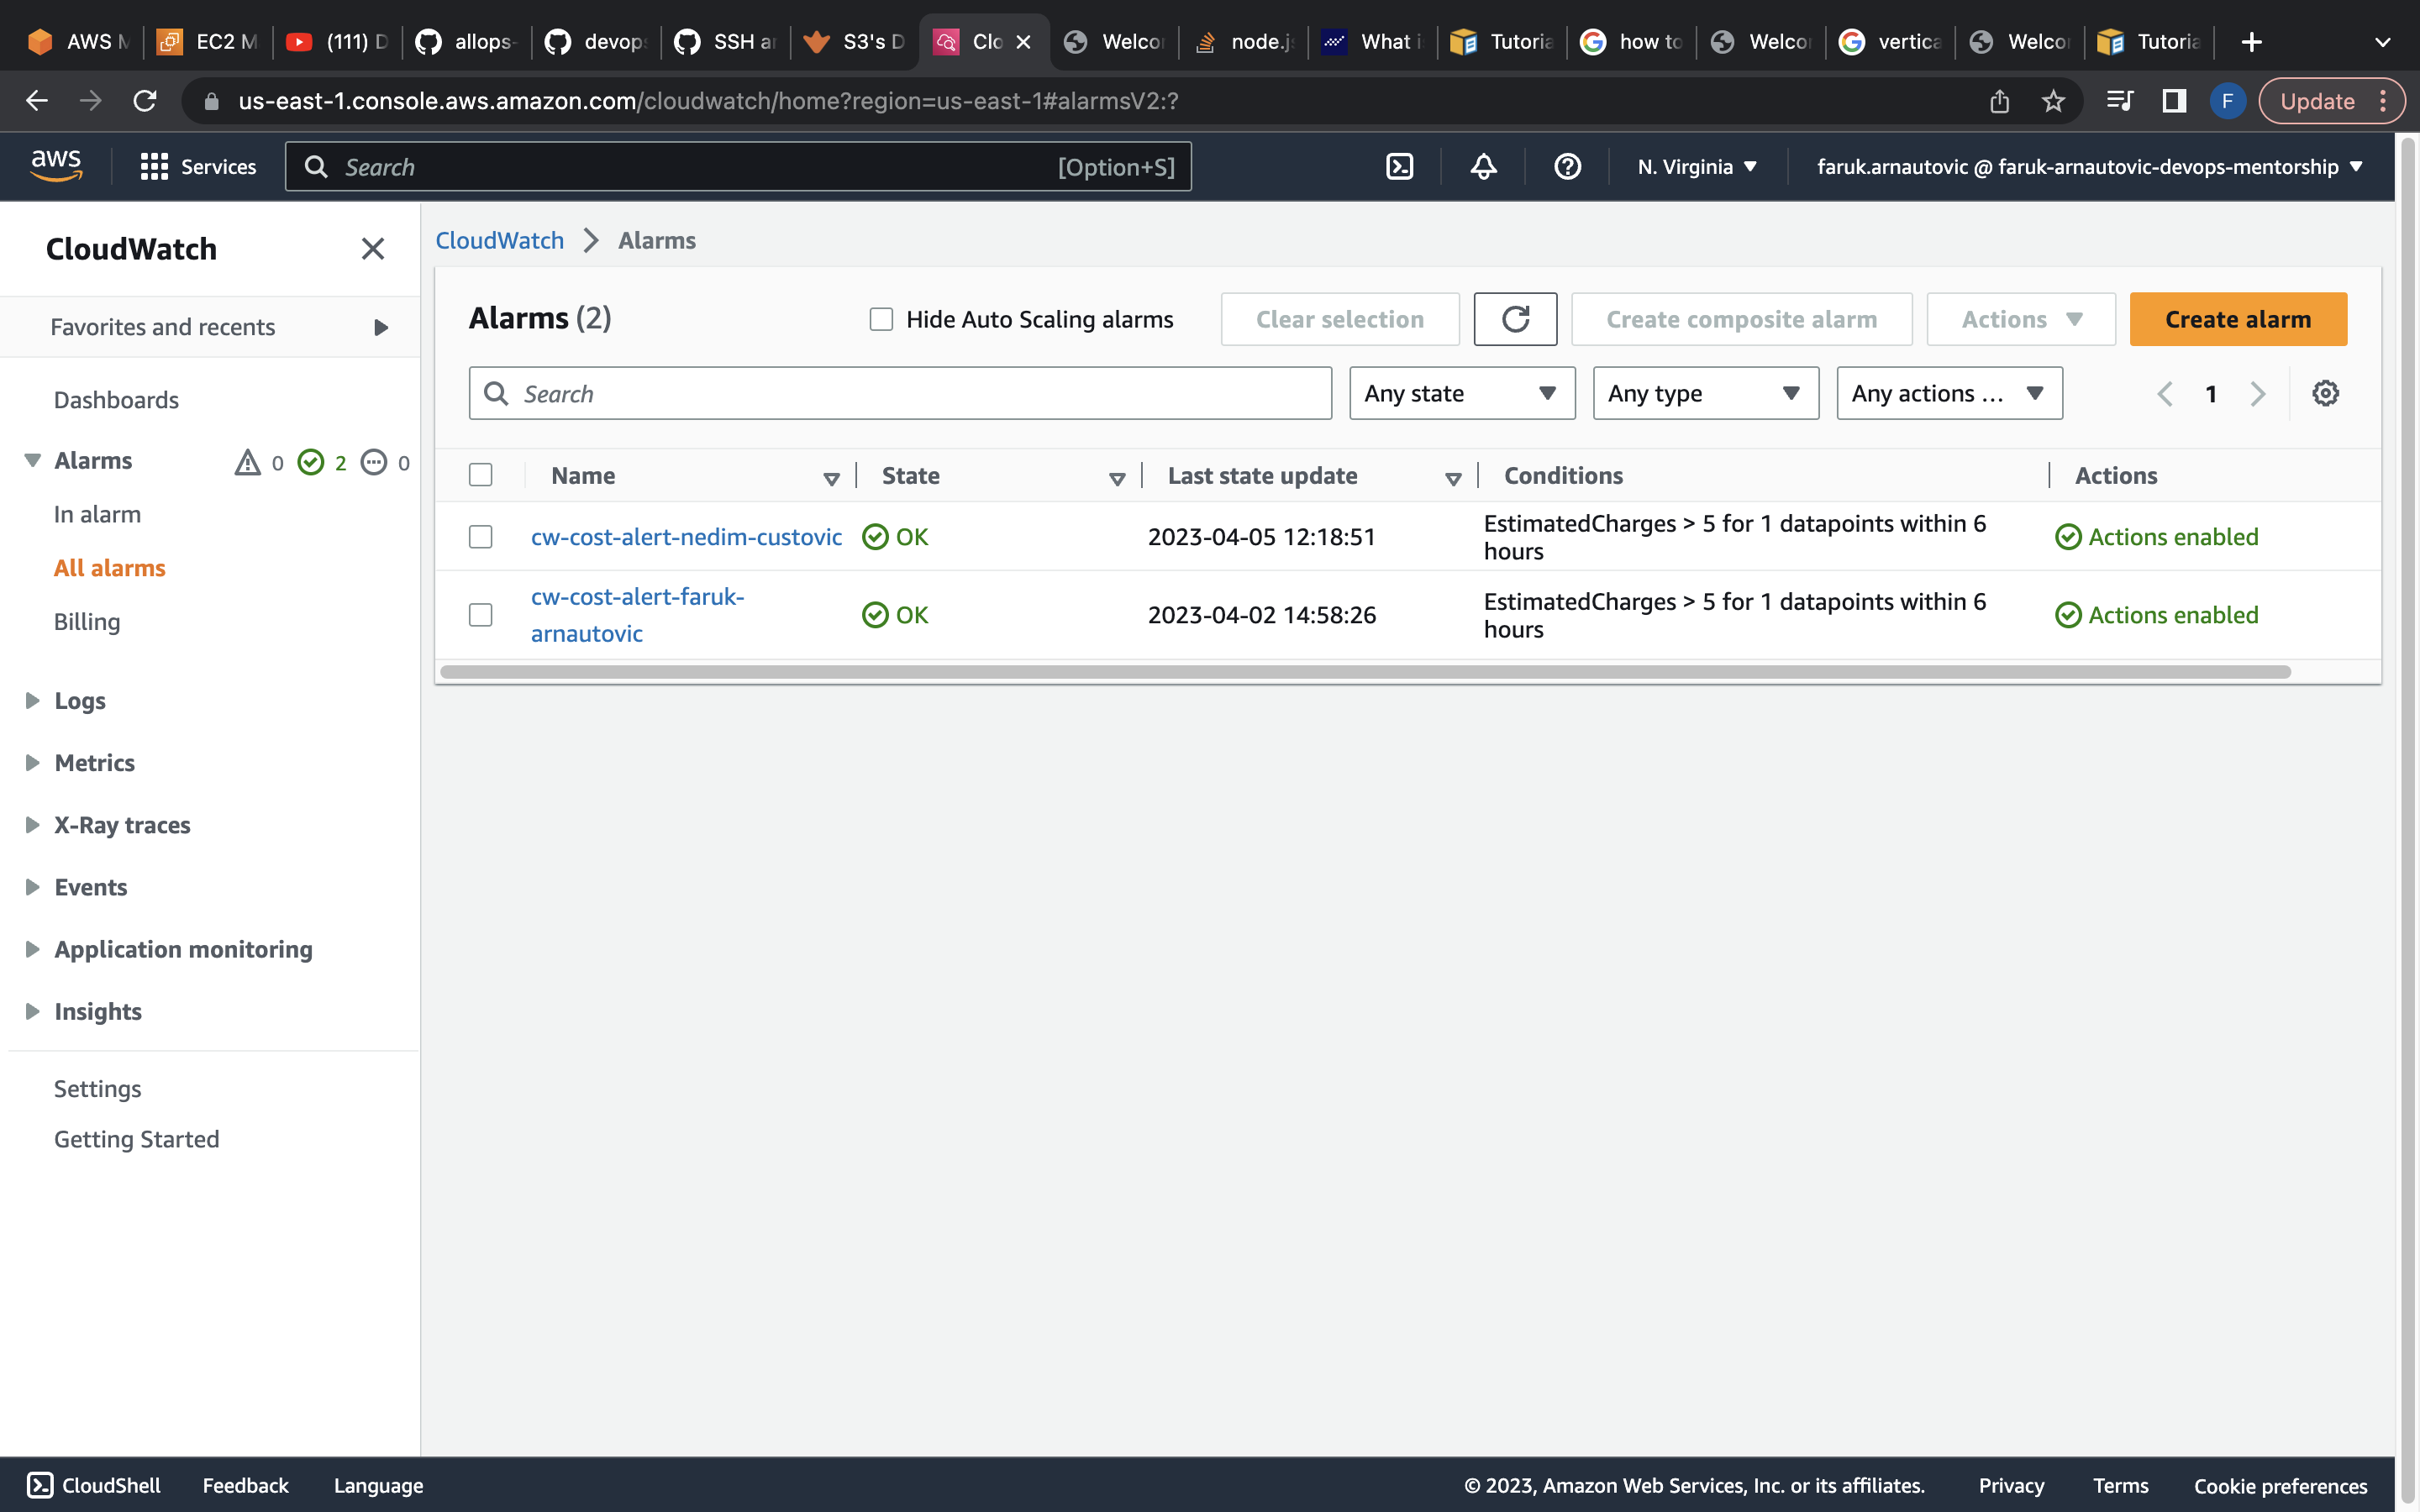 AWS M
EC2 M
(111) D
allops-
devops
SSH ar
S3's D
Clo
Welcor
node.js
What i
Tutoria
how to
Welcor
vertica
Welcor
Tutoria
us-east-1.console.aws.amazon.com/cloudwatch/home?region=us-east-1#alarmsV2:?
F
Update
aws
Services
Search
[Option+S]
N. Virginia
faruk.arnautovic @ faruk-arnautovic-devops-mentorship
CloudWatch
Favorites and recents
Dashboards
Alarms 0 2 0
In alarm
All alarms
Billing
Logs
Metrics
X-Ray traces
Events
Application monitoring
Insights
Settings
Getting Started
CloudWatch > Alarms
Alarms (2)
Hide Auto Scaling alarms
Clear selection
Create composite alarm
Actions
Create alarm
Search
Any state
Any type
Any actions ...
1
Name State Last state update Conditions Actions
cw-cost-alert-nedim-custovic
OK
2023-04-05 12:18:51
EstimatedCharges > 5 for 1 datapoints within 6
hours
Actions enabled
cw-cost-alert-faruk-
arnautovic
OK
2023-04-02 14:58:26
EstimatedCharges > 5 for 1 datapoints within 6
hours
Actions enabled
CloudShell
Feedback
Language
© 2023, Amazon Web Services, Inc. or its affiliates.
Privacy
Terms
Cookie preferences